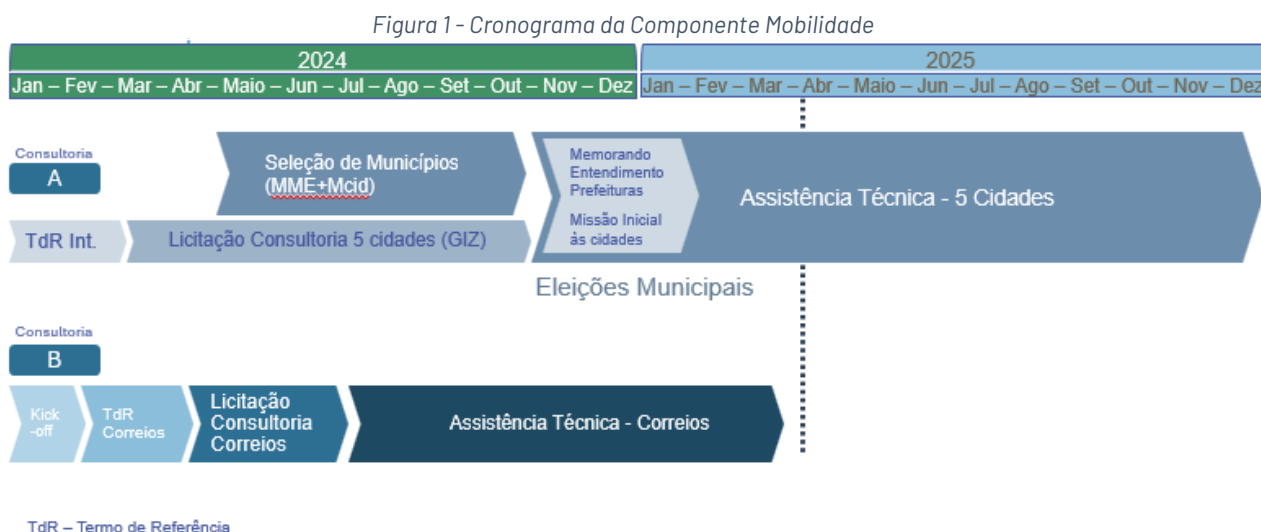 Figura 1 - Cronograma da Componente Mobilidade
2024
2025
Jan – Fev – Mar – Abr – Maio – Jun – Jul – Ago – Set – Out – Nov – Dez
Jan – Fev – Mar – Abr – Maio – Jun – Jul – Ago – Set – Out – Nov – Dez
Consultoria
A
Seleção de Municípios
(MME+Mcid)
Memorando
Entendimento
Prefeituras
Missão Inicial
às cidades
Assistência Técnica - 5 Cidades
TdR Int.
Licitação Consultoria 5 cidades (GIZ)
Eleições Municipais
Consultoria
B
Kick
-off
TdR
Correios
Licitação
Consultoria
Correios
Assistência Técnica - Correios
TdR – Termo de Referência